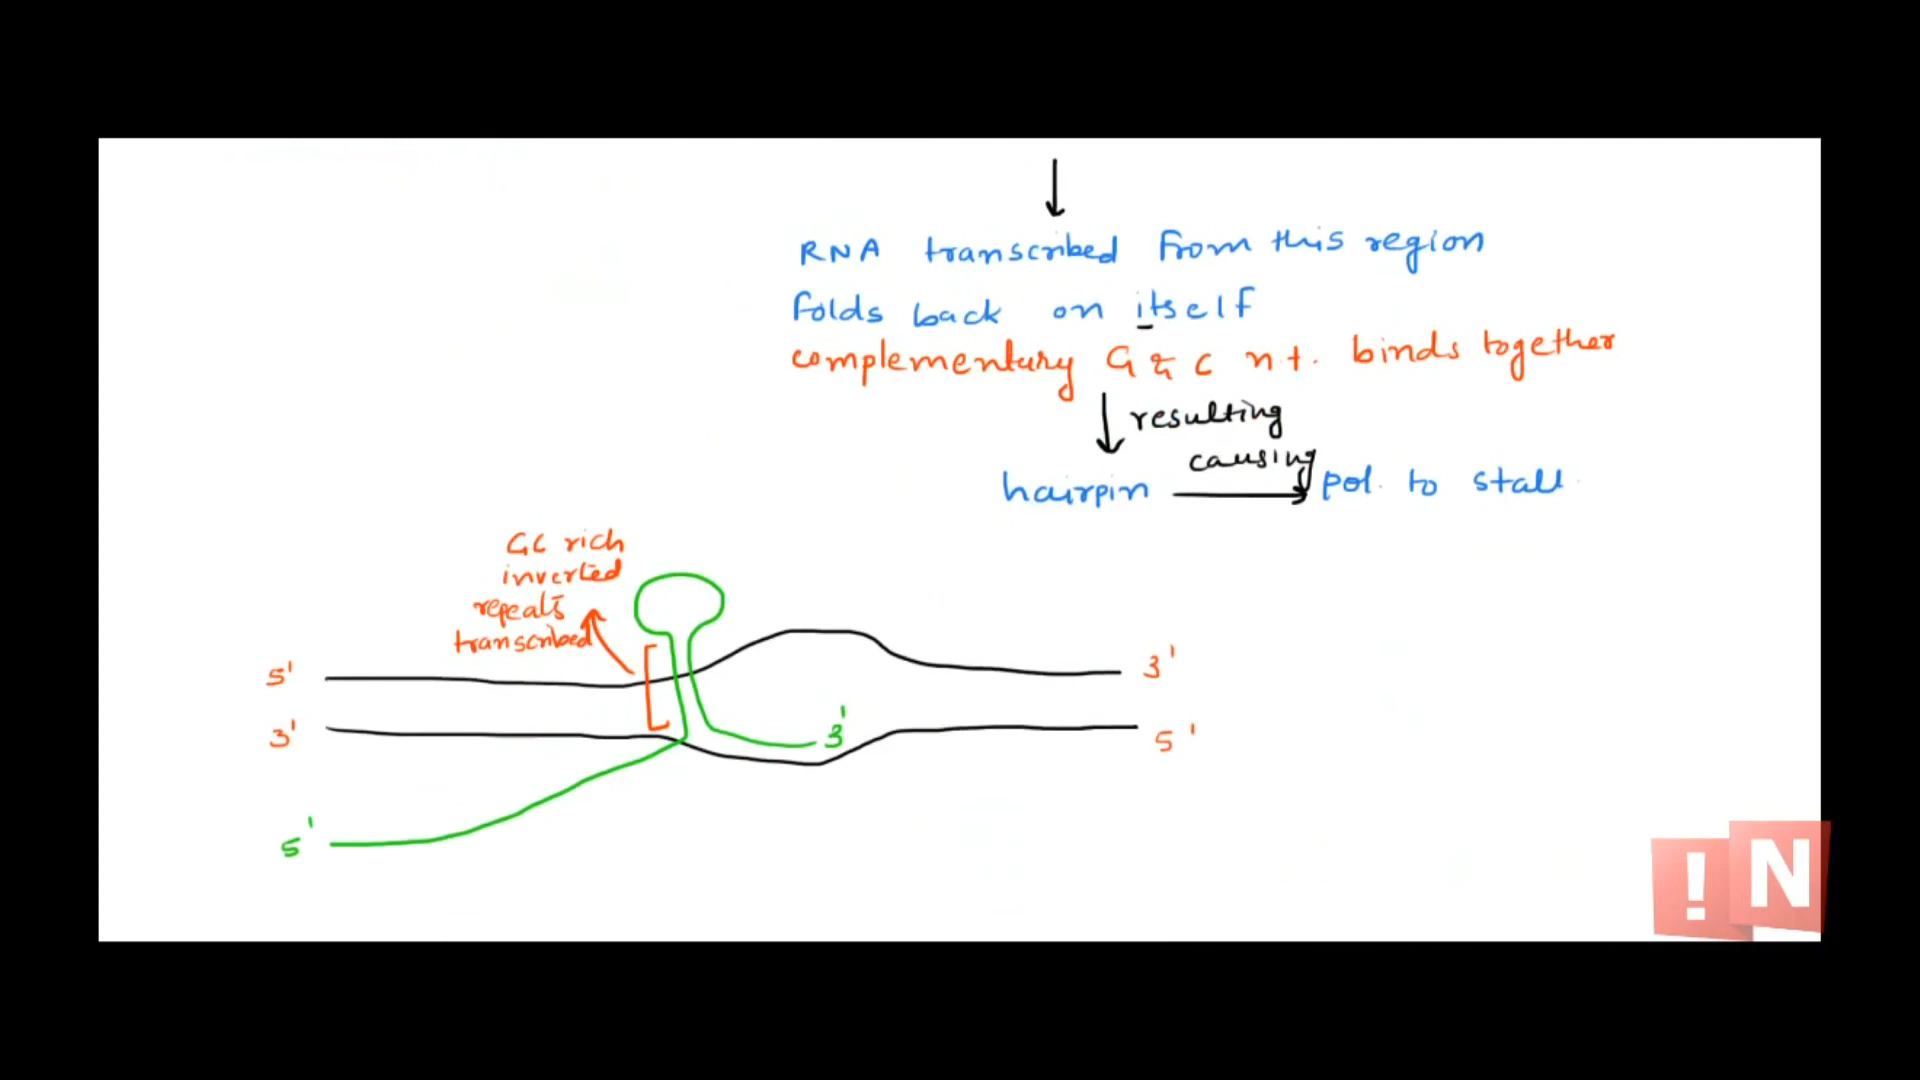 RNA transcribed from this region
folds back on itself
complementary G & C nt. binds together
resulting
causing
hairpin pol. to stall
GC rich
inverted
repeats
transcribed
5' 3'
3' 3' 5'
5'
!N